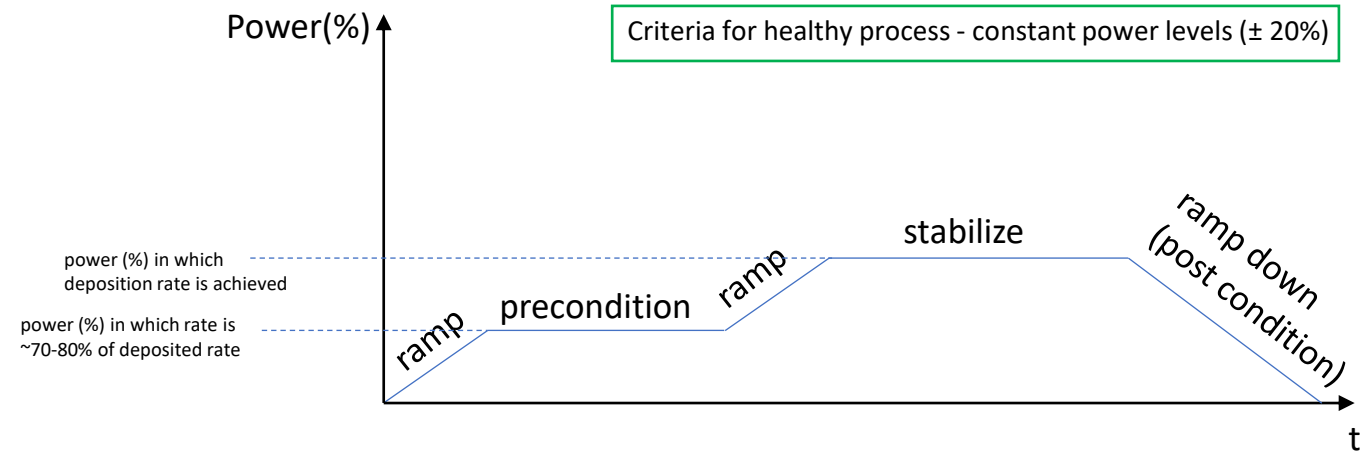 Power(%)
Criteria for healthy process - constant power levels (± 20%)
power (%) in which
deposition rate is achieved
power (%) in which rate is
~70-80% of deposited rate
ramp
precondition
ramp
stabilize
ramp down
(post condition)
t